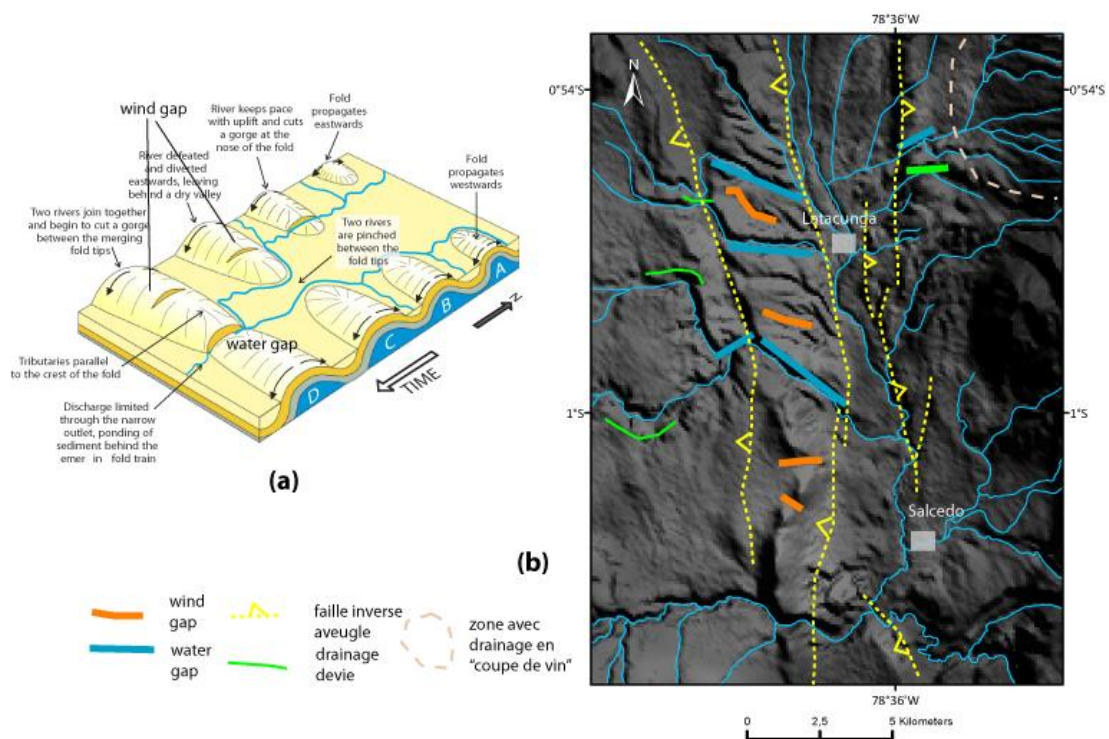 wind gap
River keeps pace
with uplift and cuts
a gorge at the
nose of the fold
Fold
propagates
eastwards
River defeated
and diverted
eastwards, leaving
behind a dry valley
Fold
propagates
westwards
Two rivers join together
and begin to cut a gorge
between the merging
fold tips
Two rivers
are pinched
between the
fold tips
A
B
C
D
N
TIME
water gap
Tributaries parallel
to the crest of the fold
Discharge limited
through the narrow
outlet, ponding of
sediment behind the
emer in fold train
(a)
(b)
78°36'W
0°54'S
0°54'S
N
Latacunga
1°S
1°S
Salcedo
78°36'W
0 2,5 5 Kilometers
wind
gap
water
gap
faille inverse
aveugle
drainage
devie
zone avec
drainage en
"coupe de vin"